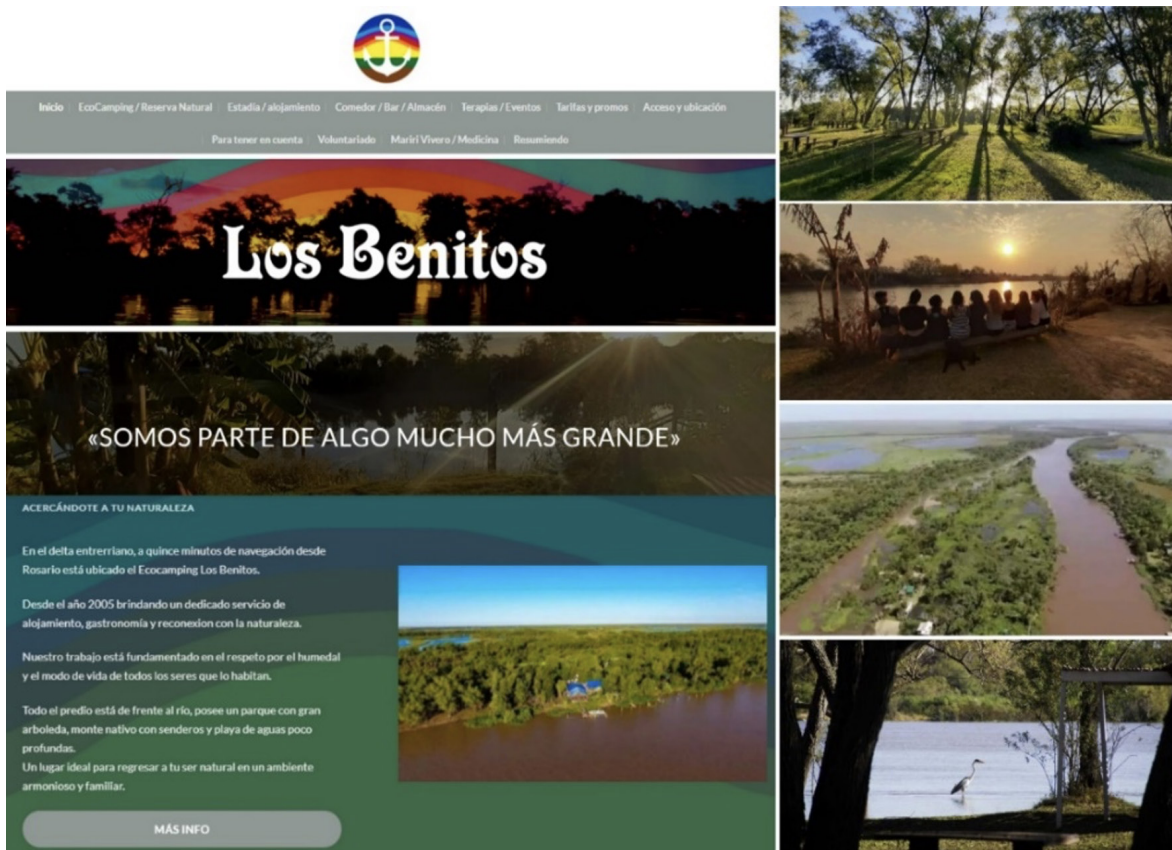 Inicio EcoCamping / Reserva Natural Estadía / alojamiento Comedor / Bar / Almacén Terapias / Eventos Tarifas y promos Acceso y ubicación
Para tener en cuenta Voluntariado Mariri Vivero / Medicina Resumiendo
Los Benitos
«SOMOS PARTE DE ALGO MUCHO MÁS GRANDE»
ACERCÁNDOTE A TU NATURALEZA
En el delta entrerriano, a quince minutos de navegación desde
Rosario está ubicado el Ecocamping Los Benitos.
Desde el año 2005 brindando un dedicado servicio de
alojamiento, gastronomía y reconexion con la naturaleza.
Nuestro trabajo está fundamentado en el respeto por el humedal
y el modo de vida de todos los seres que lo habitan.
Todo el predio está de frente al río, posee un parque con gran
arboleda, monte nativo con senderos y playa de aguas poco
profundas.
Un lugar ideal para regresar a tu ser natural en un ambiente
armonioso y familiar.
MÁS INFO